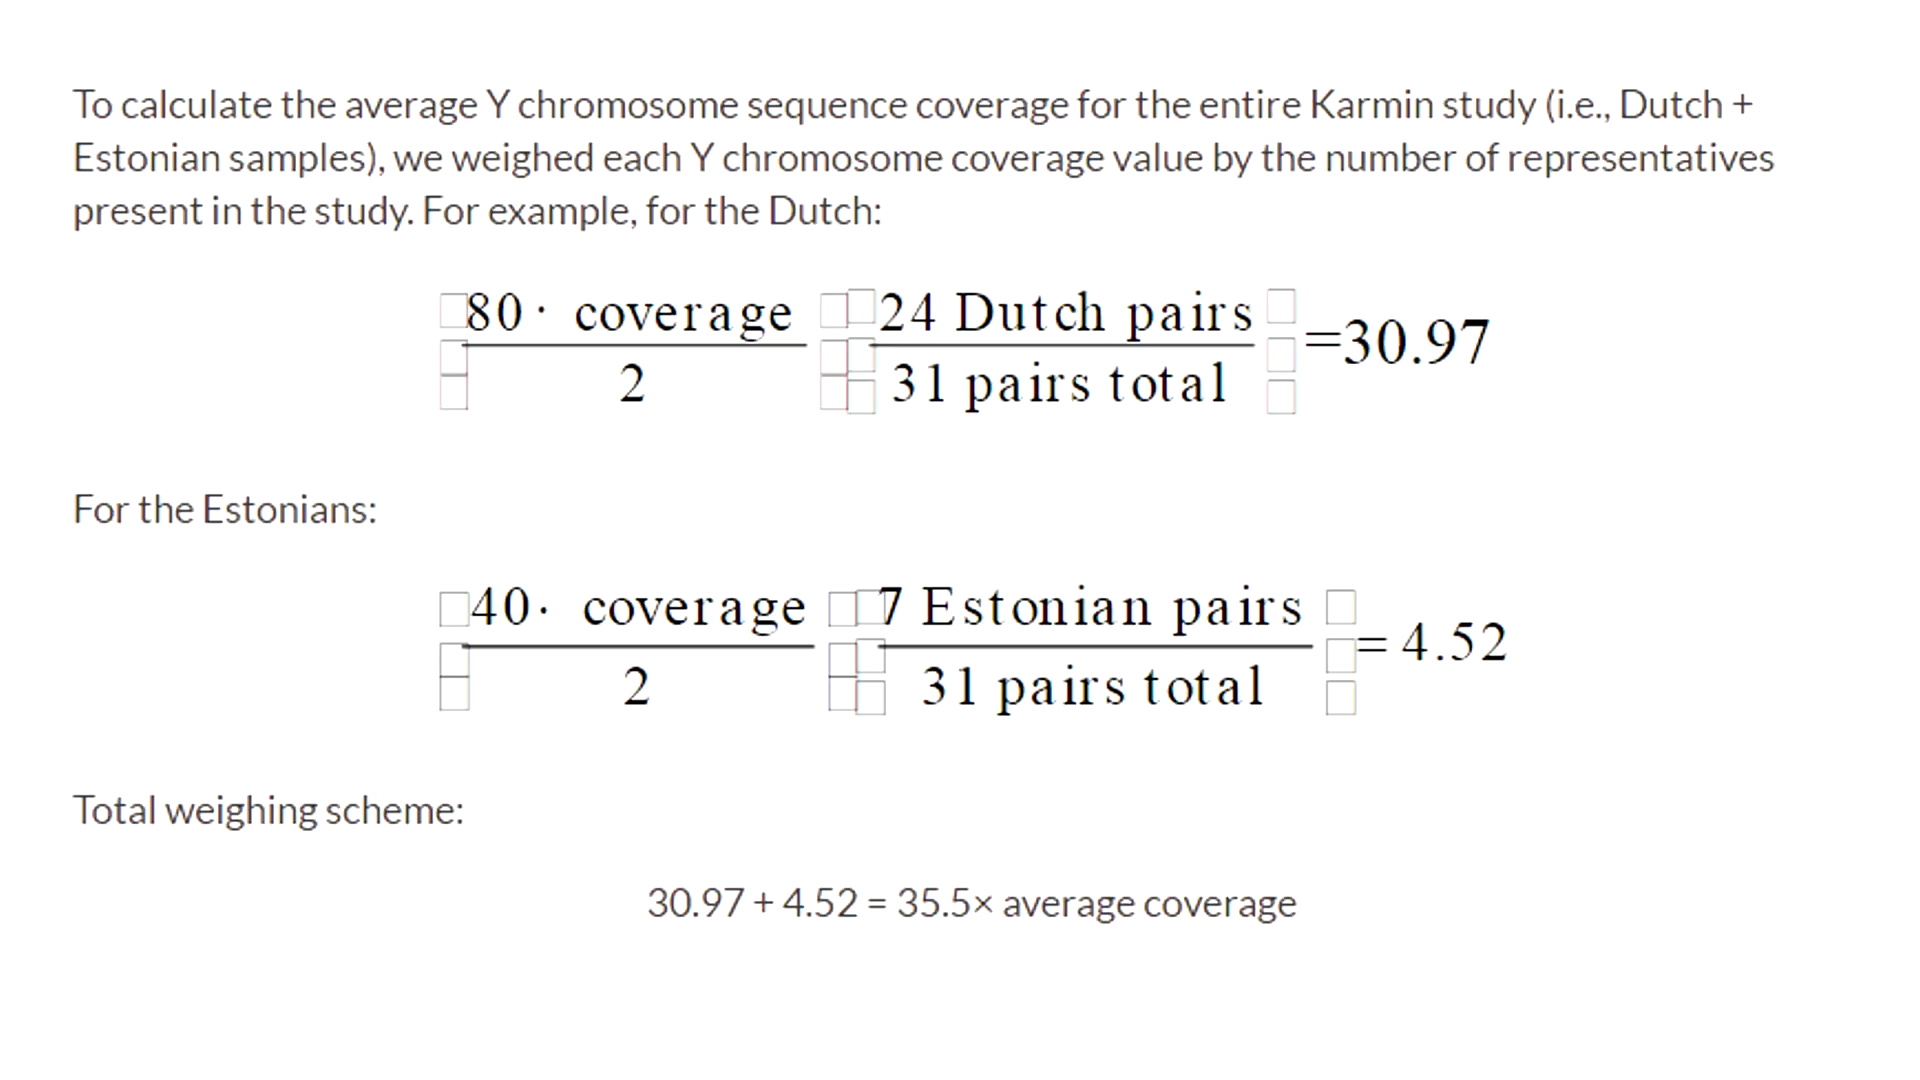 To calculate the average Y chromosome sequence coverage for the entire Karmin study (i.e., Dutch +
Estonian samples), we weighed each Y chromosome coverage value by the number of representatives
present in the study. For example, for the Dutch:
80· coverage 24 Dutch pairs
=30.97
2 31 pairs total
For the Estonians:
40· coverage 7 Estonian pairs
= 4.52
2 31 pairs total
Total weighing scheme:
30.97 + 4.52 = 35.5× average coverage